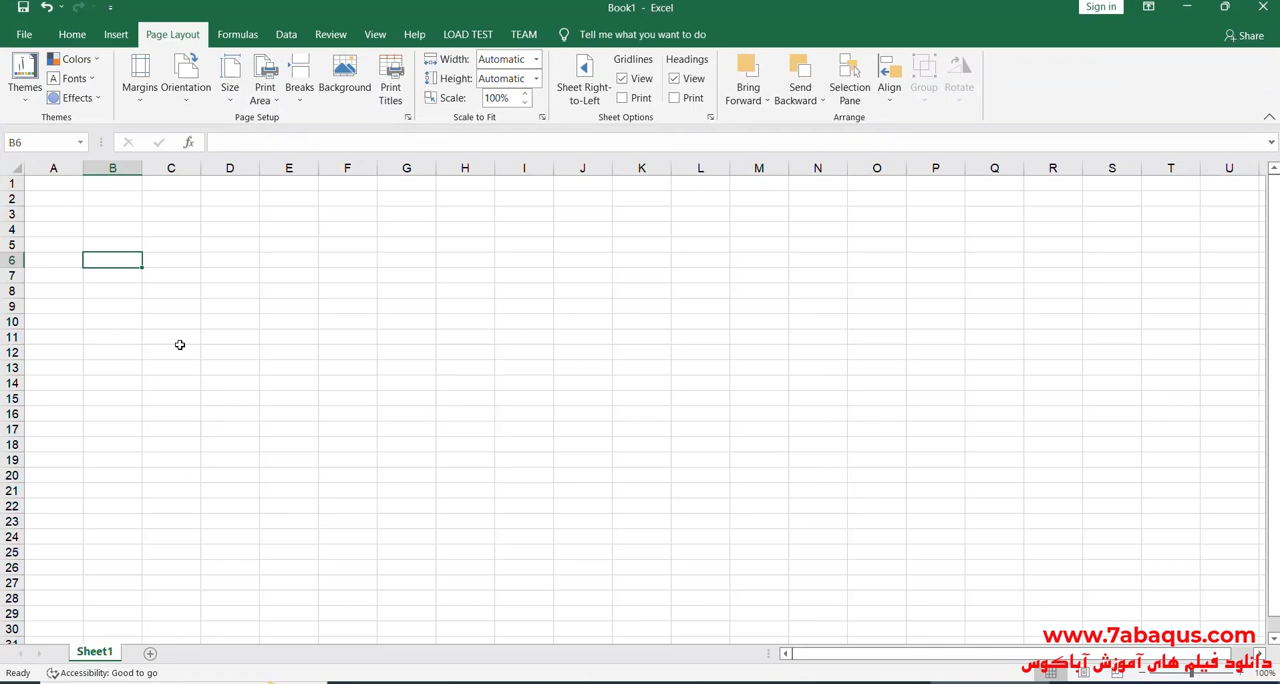 Book1 - Excel
Sign in
File Home Insert Page Layout Formulas Data Review View Help LOAD TEST TEAM Tell me what you want to do Share
Themes
Colors
Fonts
Effects
Themes
Margins
Orientation
Size
Print Area
Breaks
Background
Print Titles
Page Setup
Width: Automatic
Height: Automatic
Scale: 100%
Scale to Fit
Sheet Right-to-Left
Gridlines
View
Print
Headings
View
Print
Sheet Options
Bring Forward
Send Backward
Selection Pane
Align
Group
Rotate
Arrange
B6
fx
A B C D E F G H I J K L M N O P Q R S T U
1
2
3
4
5
6
7
8
9
10
11
12
13
14
15
16
17
18
19
20
21
22
23
24
25
26
27
28
29
30
31
Sheet1
Ready Accessibility: Good to go
100%
www.7abaqus.com
دانلود فیلم های آموزش آباکوس